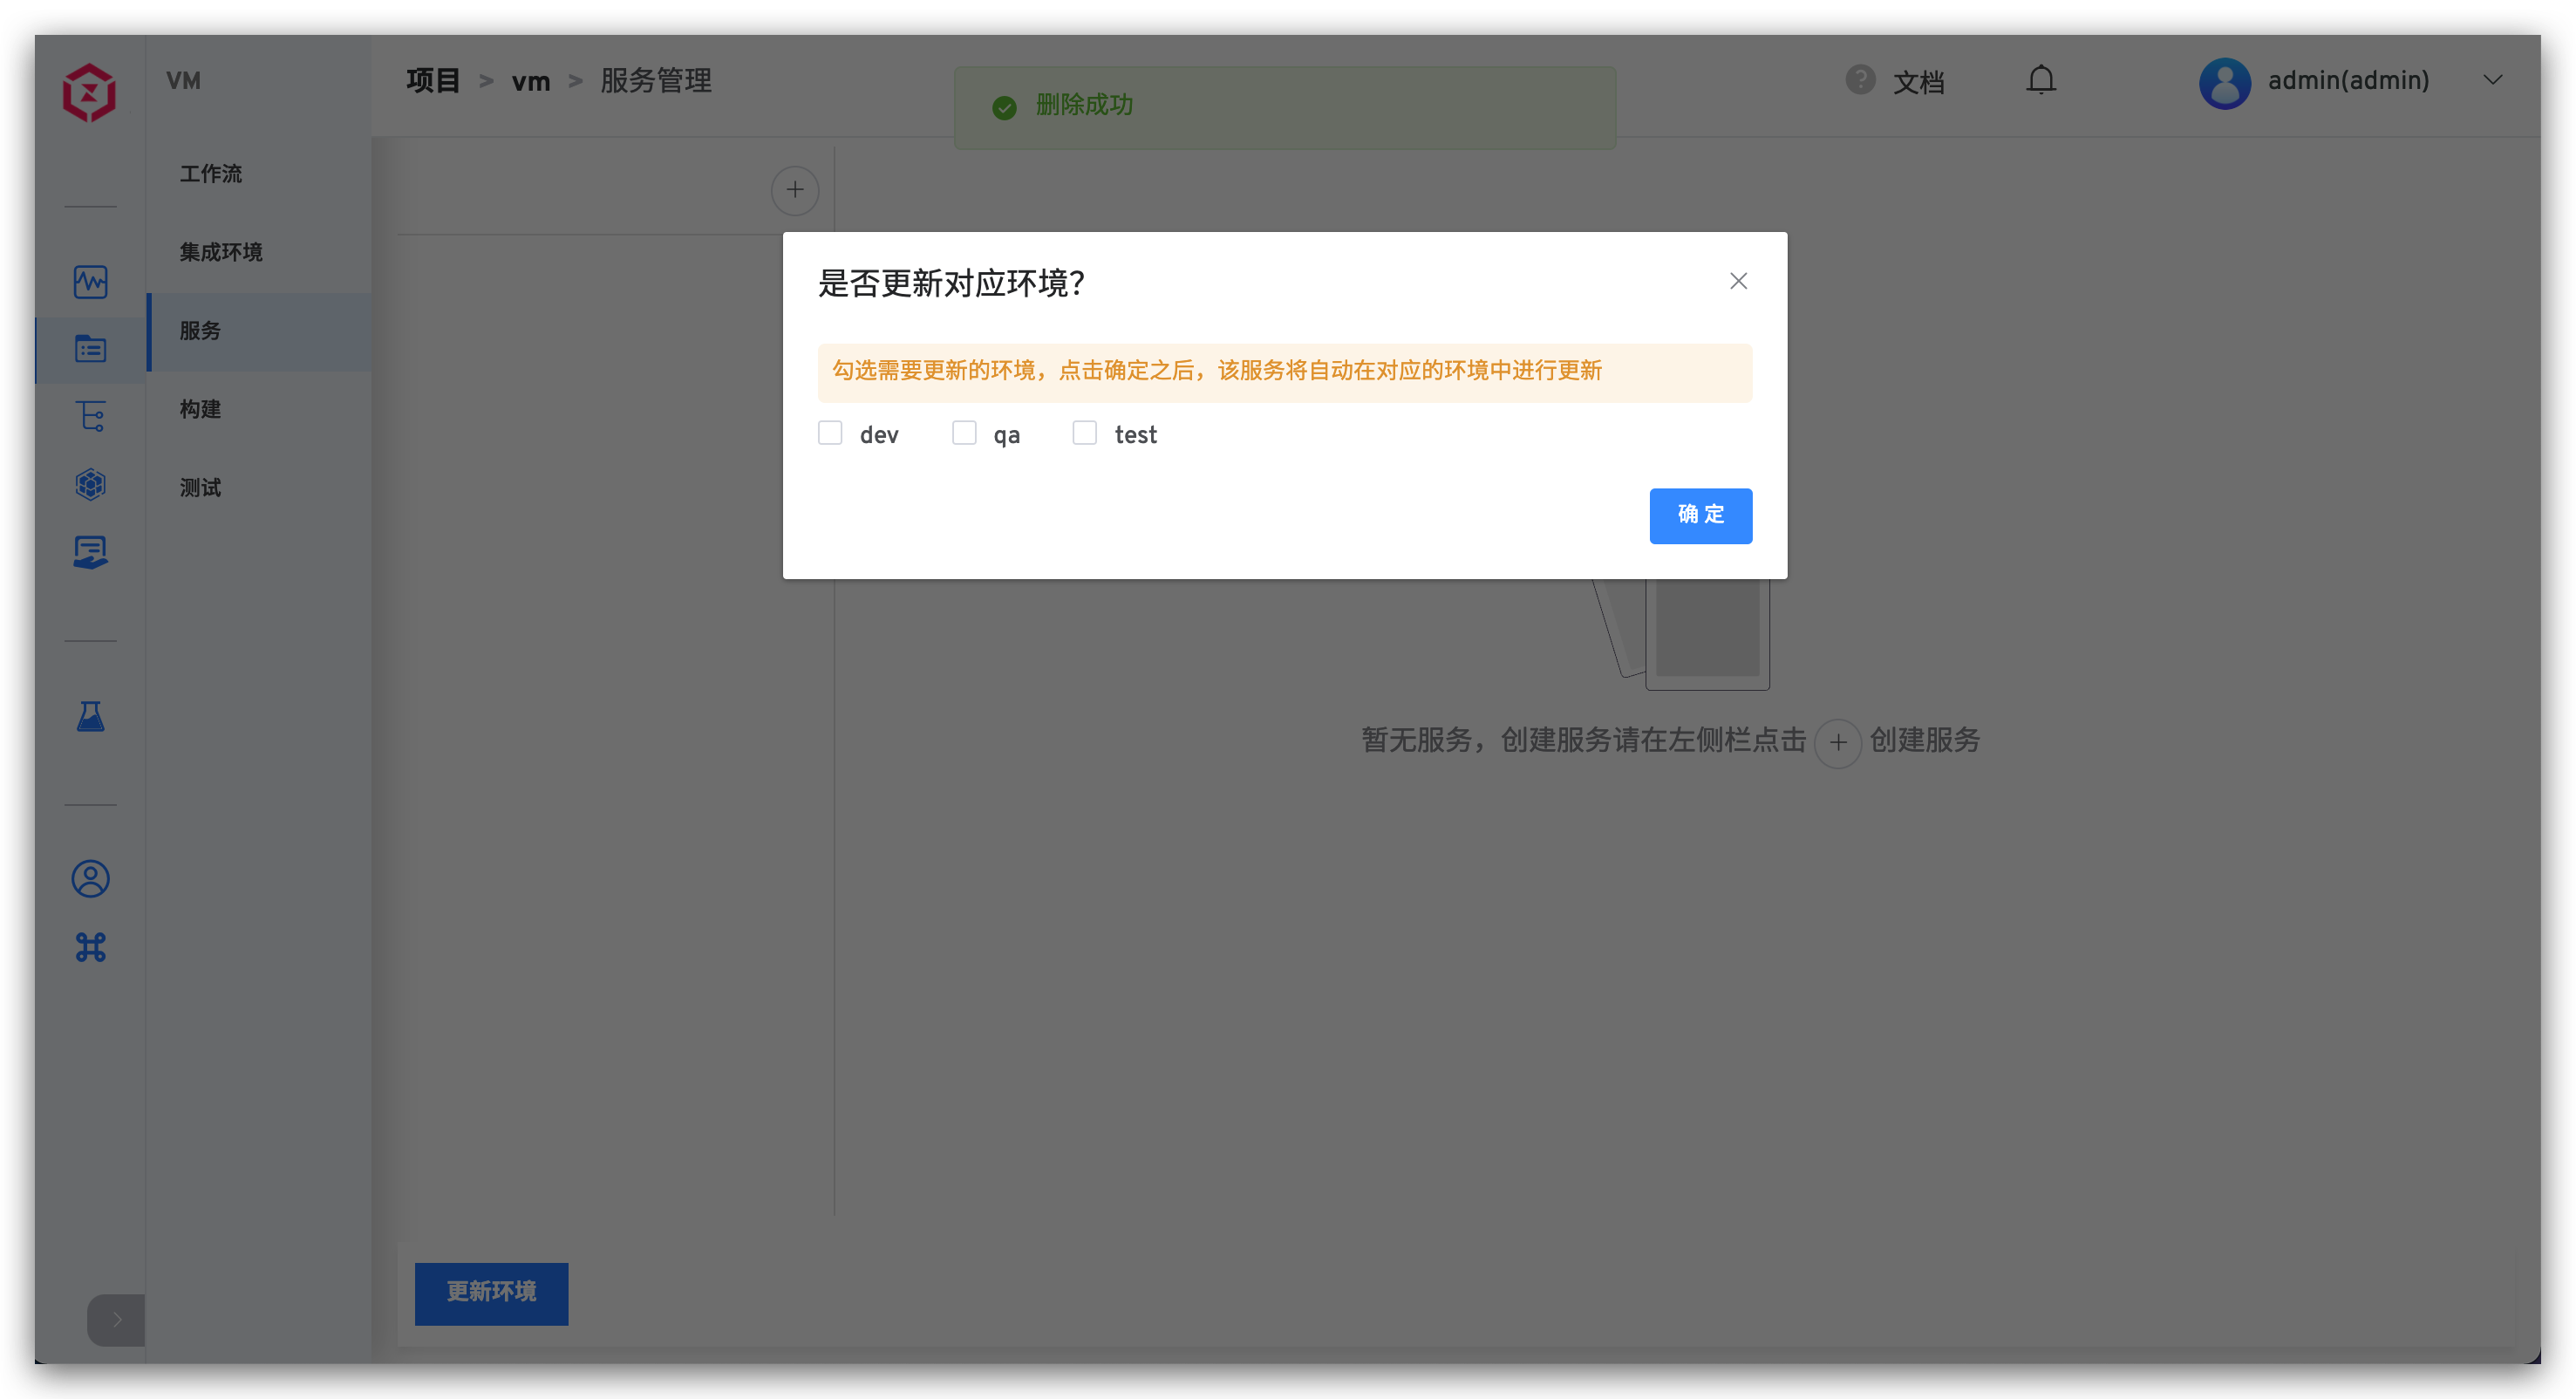 VM
项目 > vm > 服务管理
删除成功
文档
admin(admin)
工作流
集成环境
服务
构建
测试
是否更新对应环境?
勾选需要更新的环境，点击确定之后，该服务将自动在对应的环境中进行更新
dev qa test
确定
暂无服务，创建服务请在左侧栏点击 + 创建服务
更新环境